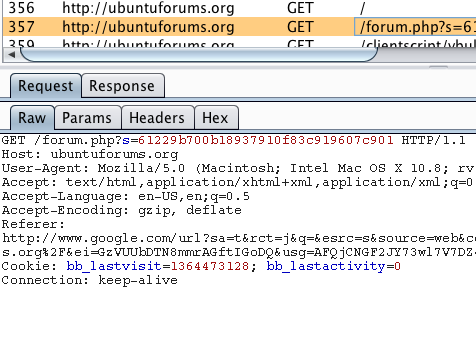 356 http://ubuntuforums.org GET /
357 http://ubuntuforums.org GET /forum.php?s=61
359 http://ubuntuforums.org GET /clientscript/vbul
Request Response
Raw Params Headers Hex
GET /forum.php?s=61229b700b18937910f83c919607c901 HTTP/1.1
Host: ubuntuforums.org
User-Agent: Mozilla/5.0 (Macintosh; Intel Mac OS X 10.8; rv
Accept: text/html,application/xhtml+xml,application/xml;q=0
Accept-Language: en-US,en;q=0.5
Accept-Encoding: gzip, deflate
Referer:
http://www.google.com/url?sa=t&rct=j&q=&esrc=s&source=web&c
s.org%2F&ei=GzVUUbDTN8mmrAGftIGoDQ&usg=AFQjCNGF2JY73wl7V7DZ
Cookie: bb_lastvisit=1364473128; bb_lastactivity=0
Connection: keep-alive